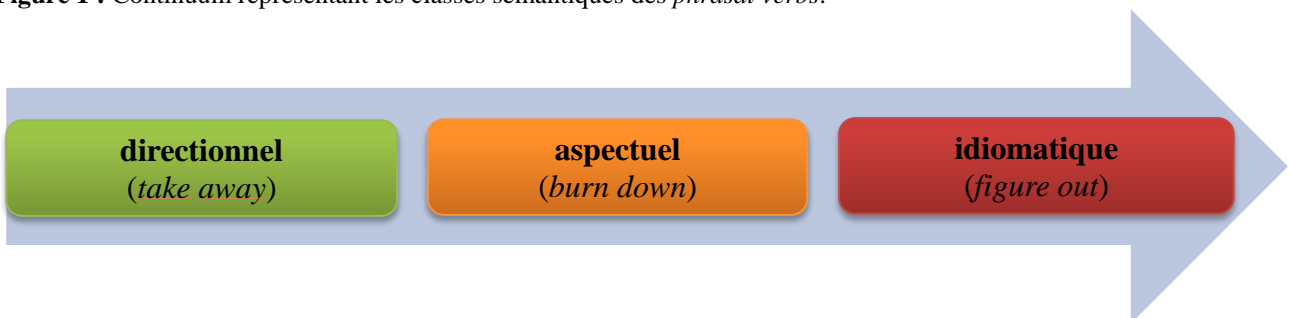 Figure 1 : Continuum représentant les classes sémantiques des phrasal verbs.
directionnel
(take away)
aspectuel
(burn down)
idiomatique
(figure out)